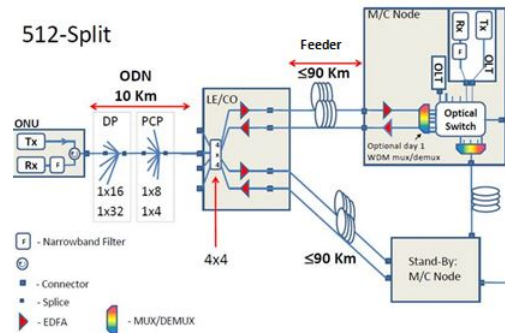 512-Split
ODN
10 Km
Feeder
≤90 Km
M/C Node
Rx
Tx
F
OLT
OLT
ONU
Tx
Rx
F
DP
PCP
LE/CO
1x16
1x8
1x32
1x4
4x4
4x4
Optical
Switch
Optional day 1
WDM mux/demux
≤90 Km
Stand-By:
M/C Node
F - Narrowband Filter
- Connector
- Splice
- EDFA
- MUX/DEMUX